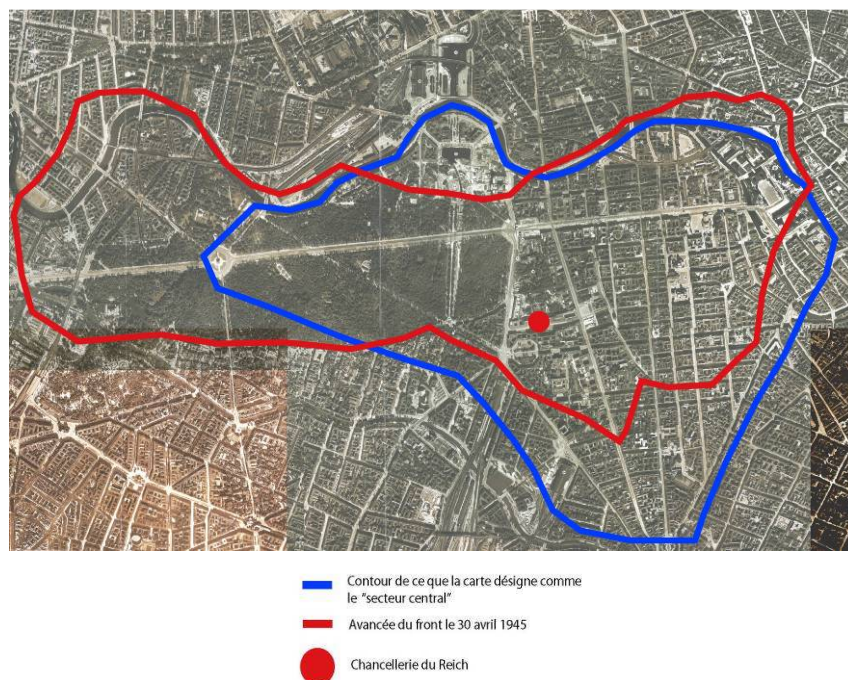 Contour de ce que la carte désigne comme
le "secteur central"
Avancée du front le 30 avril 1945
Chancellerie du Reich